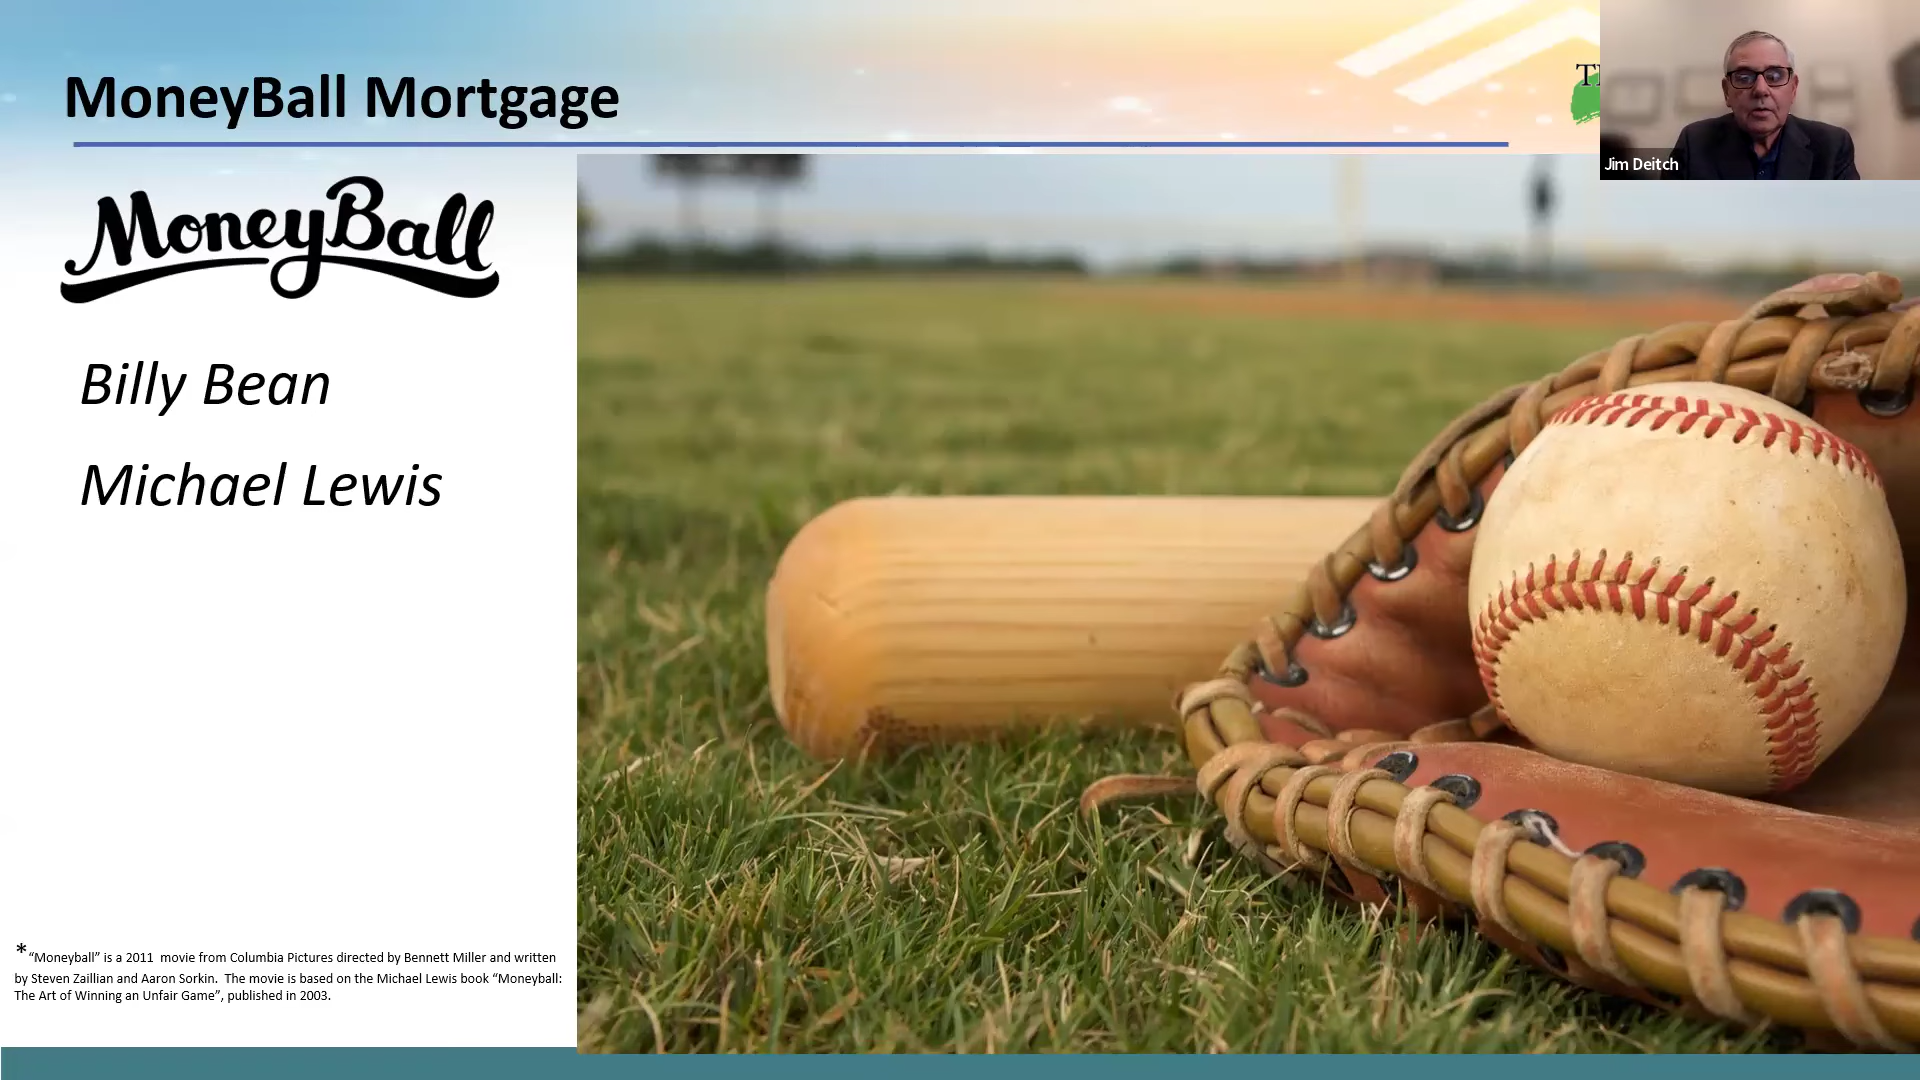 MoneyBall Mortgage
Jim Deitch
MoneyBall
Billy Bean
Michael Lewis
*“Moneyball” is a 2011 movie from Columbia Pictures directed by Bennett Miller and written
by Steven Zaillian and Aaron Sorkin. The movie is based on the Michael Lewis book “Moneyball:
The Art of Winning an Unfair Game”, published in 2003.